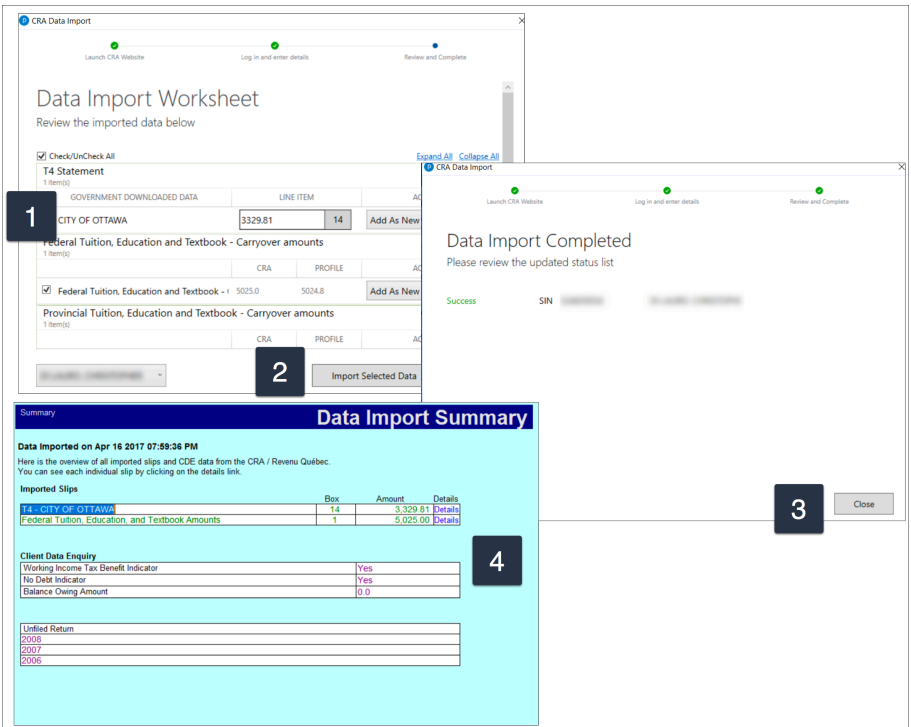 CRA Data Import
Launch CRA Website
Log in and enter details
Review and Complete
Data Import Worksheet
Review the imported data below
Check/UnCheck All
Expand All Collapse All
T4 Statement
1 Item(s)
GOVERNMENT DOWNLOADED DATA LINE ITEM AC
1
CITY OF OTTAWA 3329.81 14 Add As New
Federal Tuition, Education and Textbook - Carryover amounts
1 Item(s)
CRA PROFILE AC
Federal Tuition, Education and Textbook - ( 5025.0 5024.8 Add As New
Provincial Tuition, Education and Textbook - Carryover amounts
1 Item(s)
CRA PROFILE AC
2
Import Selected Data
CRA Data Import
Launch CRA Website
Log in and enter details
Review and Complete
Data Import Completed
Please review the updated status list
Success SIN
3
Close
Summary
Data Import Summary
Data Imported on Apr 16 2017 07:59:36 PM
Here is the overview of all imported slips and CDE data from the CRA / Revenu Québec.
You can see each individual slip by clicking on the details link.
Imported Slips
Box Amount Details
T4 - CITY OF OTTAWA 14 3,329.81 Details
Federal Tuition, Education, and Textbook Amounts 1 5,025.00 Details
4
Client Data Enquiry
Working Income Tax Benefit Indicator Yes
No Debt Indicator Yes
Balance Owing Amount 0.0
Unfiled Return
2008
2007
2006